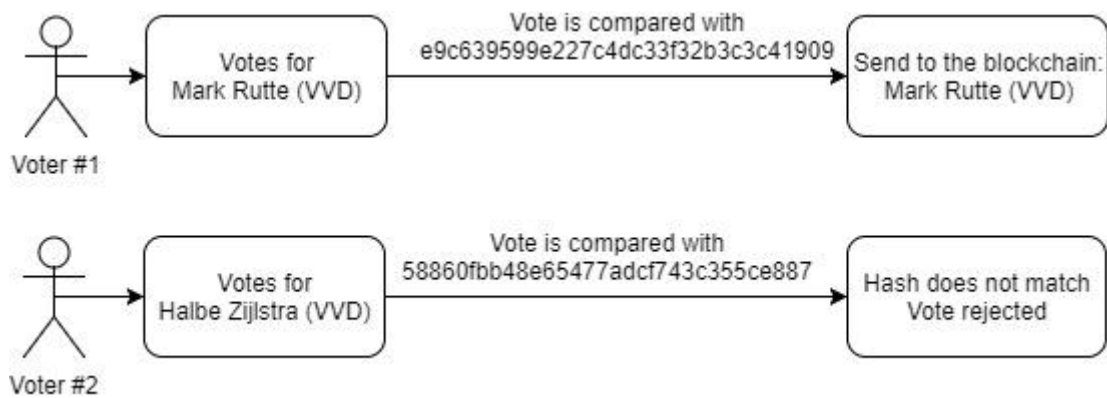 Vote is compared with
e9c639599e227c4dc33f32b3c3c41909
Votes for
Mark Rutte (VVD)
Send to the blockchain:
Mark Rutte (VVD)
Voter #1
Vote is compared with
58860fbb48e65477adcf743c355ce887
Votes for
Halbe Zijlstra (VVD)
Hash does not match
Vote rejected
Voter #2